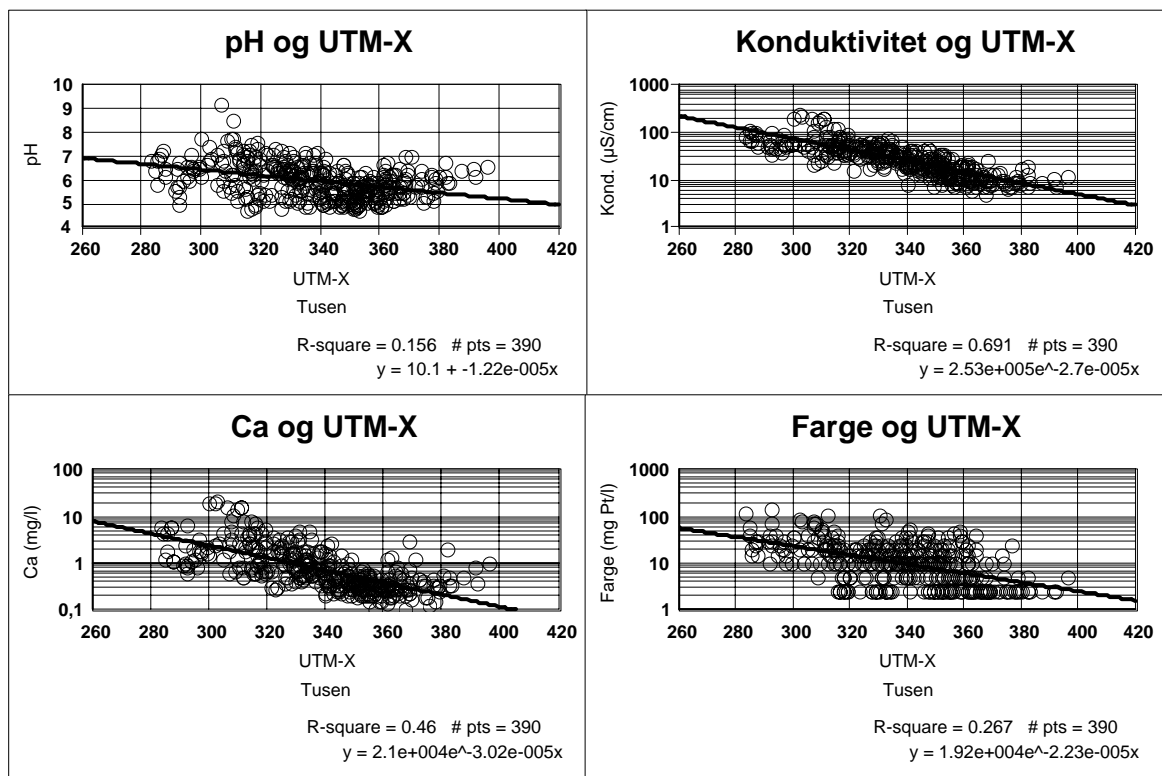 pH og UTM-X
10
9
8
7
6
5
4
pH
260 280 300 320 340 360 380 400 420
UTM-X
Tusen
R-square = 0.156 # pts = 390
y = 10.1 + -1.22e-005x
Konduktivitet og UTM-X
1000
100
10
1
Kond. (µS/cm)
260 280 300 320 340 360 380 400 420
UTM-X
Tusen
R-square = 0.691 # pts = 390
y = 2.53e+005e^-2.7e-005x
Ca og UTM-X
100
10
1
0,1
Ca (mg/l)
260 280 300 320 340 360 380 400 420
UTM-X
Tusen
R-square = 0.46 # pts = 390
y = 2.1e+004e^-3.02e-005x
Farge og UTM-X
1000
100
10
1
Farge (mg Pt/l)
260 280 300 320 340 360 380 400 420
UTM-X
Tusen
R-square = 0.267 # pts = 390
y = 1.92e+004e^-2.23e-005x